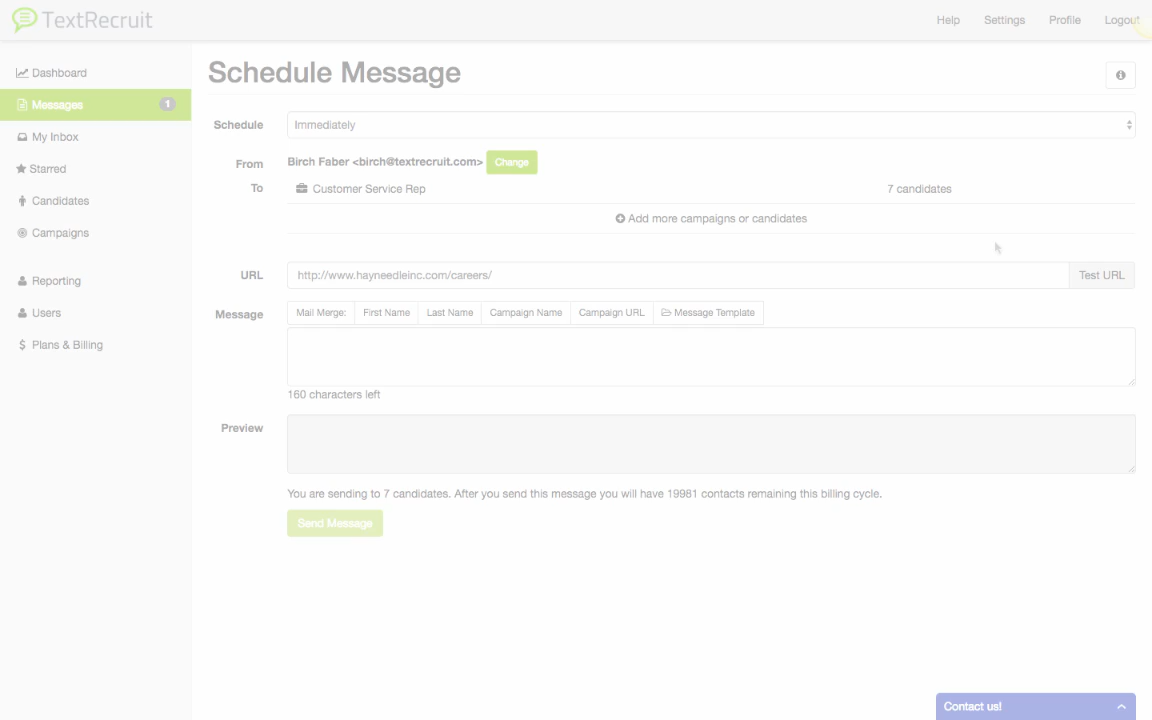 TextRecruit
Help Settings Profile Logout
Dashboard
Messages 1
My Inbox
Starred
Candidates
Campaigns
Reporting
Users
$ Plans & Billing
Schedule Message
Schedule Immediately
From Birch Faber <birch@textrecruit.com> Change
To Customer Service Rep 7 candidates
Add more campaigns or candidates
URL http://www.hayneedleinc.com/careers/ Test URL
Message Mail Merge: First Name Last Name Campaign Name Campaign URL Message Template
160 characters left
Preview
You are sending to 7 candidates. After you send this message you will have 19981 contacts remaining this billing cycle.
Send Message
Contact us!